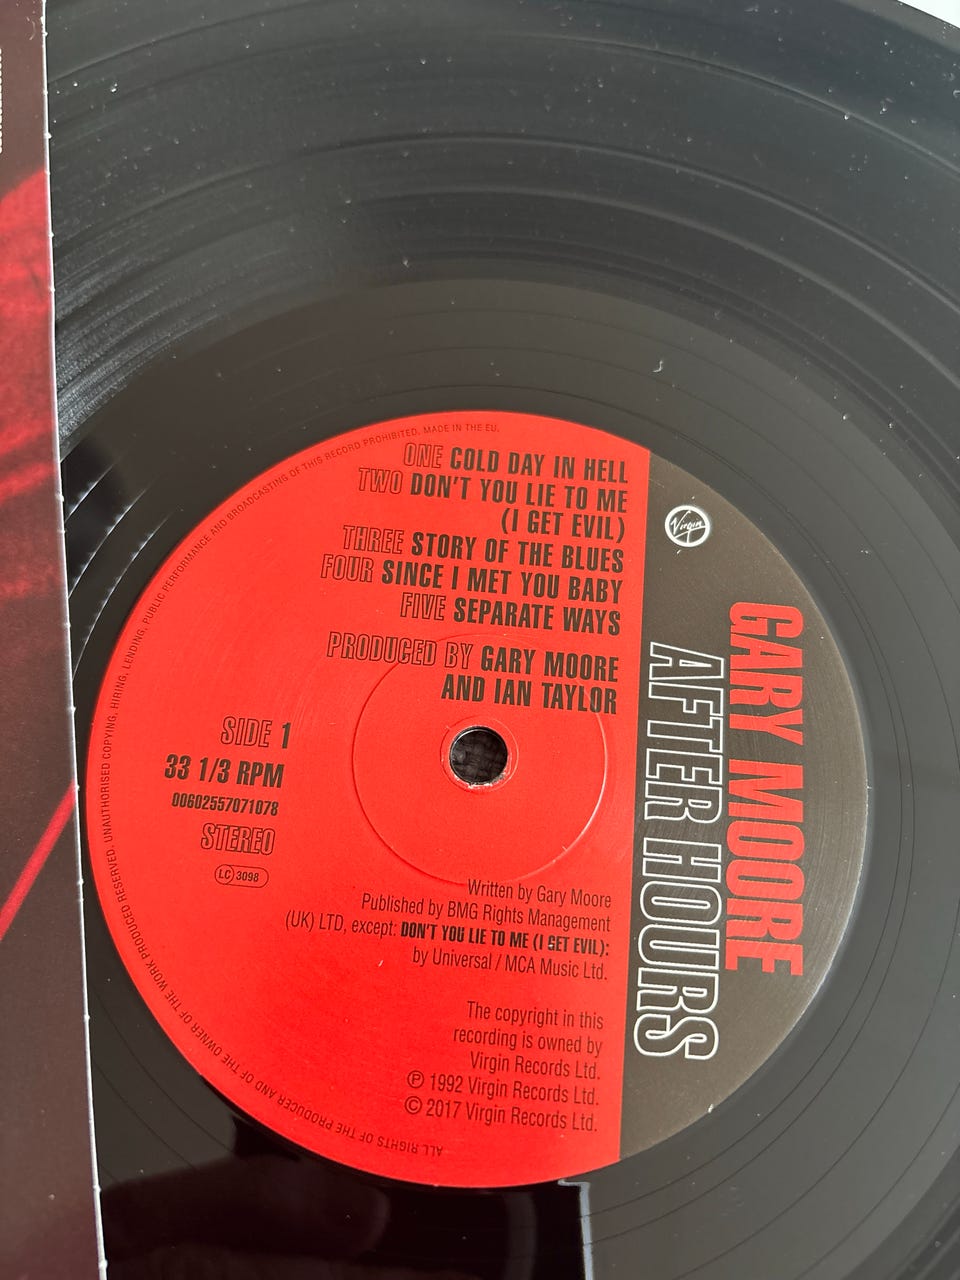 ONE COLD DAY IN HELL
TWO DON'T YOU LIE TO ME
(I GET EVIL)
THREE STORY OF THE BLUES
FOUR SINCE I MET YOU BABY
FIVE SEPARATE WAYS
PRODUCED BY GARY MOORE
AND IAN TAYLOR
SIDE 1
33 1/3 RPM
00602557071078
STEREO
LC 3098
Written by Gary Moore
Published by BMG Rights Management
(UK) LTD, except: DON'T YOU LIE TO ME (I GET EVIL):
by Universal / MCA Music Ltd.
The copyright in this
recording is owned by
Virgin Records Ltd.
℗ 1992 Virgin Records Ltd.
© 2017 Virgin Records Ltd.
Virgin
GARY MOORE
AFTER HOURS
ALL RIGHTS OF THE PRODUCER AND OF THE OWNER OF THE WORK PRODUCED RESERVED. UNAUTHORISED COPYING, HIRING, LENDING, PUBLIC PERFORMANCE AND BROADCASTING OF THIS RECORD PROHIBITED. MADE IN THE EU.